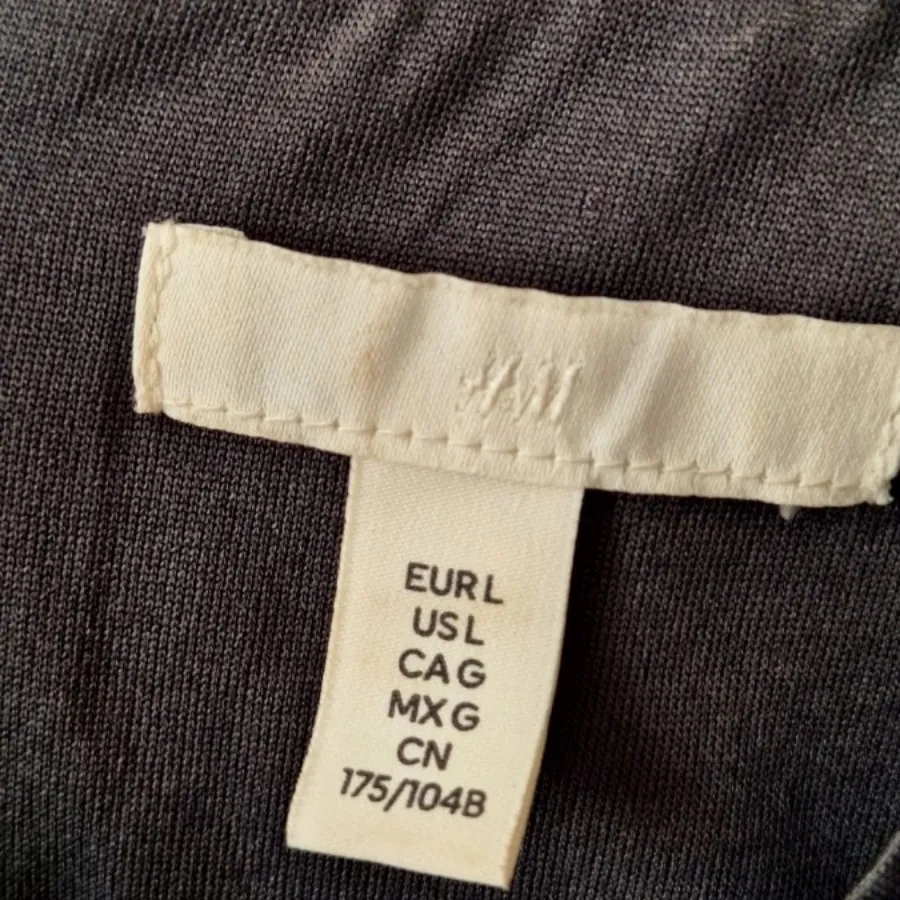 H&M
EUR L
US L
CA G
MX G
CN
175/104B